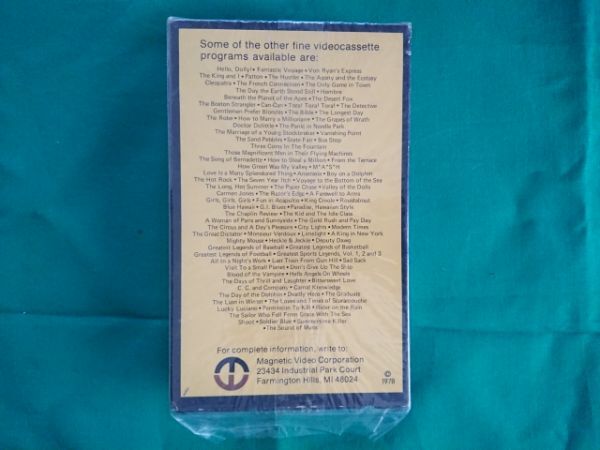 Some of the other fine videocassette
programs available are:
Hello, Dolly! • Fantastic Voyage • Von Ryan's Express
The King and I • Patton • The Hustler • The Agony and the Ecstasy
Cleopatra • The French Connection • The Only Game in Town
The Day the Earth Stood Still • Hombre
Beneath the Planet of the Apes • The Desert Fox
The Boston Strangler • Can-Can • Tora! Tora! Tora! • The Detective
Gentlemen Prefer Blondes • The Bible • The Longest Day
The Robe • How to Marry a Millionaire • The Grapes of Wrath
Doctor Dolittle • The Panic in Needle Park
The Marriage of a Young Stockbroker • Vanishing Point
The Sand Pebbles • State Fair • Bus Stop
Three Coins In The Fountain
Those Magnificent Men in Their Flying Machines
The Song of Bernadette • How to Steal a Million • From the Terrace
How Green Was My Valley • M*A*S*H
Love Is a Many Splendored Thing • Anastasia • Boy on a Dolphin
The Hot Rock • The Seven Year Itch • Voyage to the Bottom of the Sea
The Long, Hot Summer • The Paper Chase • Valley of the Dolls
Carmen Jones • The Razor's Edge • A Farewell to Arms
Girls, Girls, Girls • Fun in Acapulco • King Creole • Roustabout
Blue Hawaii • G.I. Blues • Paradise, Hawaiian Style
The Chaplin Review • The Kid and The Idle Class
A Woman of Paris and Sunnyside • The Gold Rush and Pay Day
The Circus and A Day's Pleasure • City Lights • Modern Times
The Great Dictator • Monsieur Verdoux • Limelight • A King in New York
Mighty Mouse • Heckle & Jeckle • Deputy Dawg
Greatest Legends of Baseball • Greatest Legends of Basketball
Greatest Legends of Football • Greatest Sports Legends, Vol. 1, 2 and 3
All In a Night's Work • Last Train From Gun Hill • Sad Sack
Visit To a Small Planet • Don't Give Up The Ship
Blood of the Vampire • Hells Angels On Wheels
The Days of Thrill and Laughter • Bittersweet Love
C. C. and Company • Carnal Knowledge
The Day of the Dolphin • Deadly Hero • The Graduate
The Lion in Winter • The Loves and Times of Scaramouche
Lucky Luciano • Permission To Kill • Rider on the Rain
The Sailor Who Fell From Grace With The Sea
Shoot • Soldier Blue • Summertime Killer
• The Sound of Music
For complete information, write to:
Magnetic Video Corporation
23434 Industrial Park Court
Farmington Hills, MI 48024
©
1978